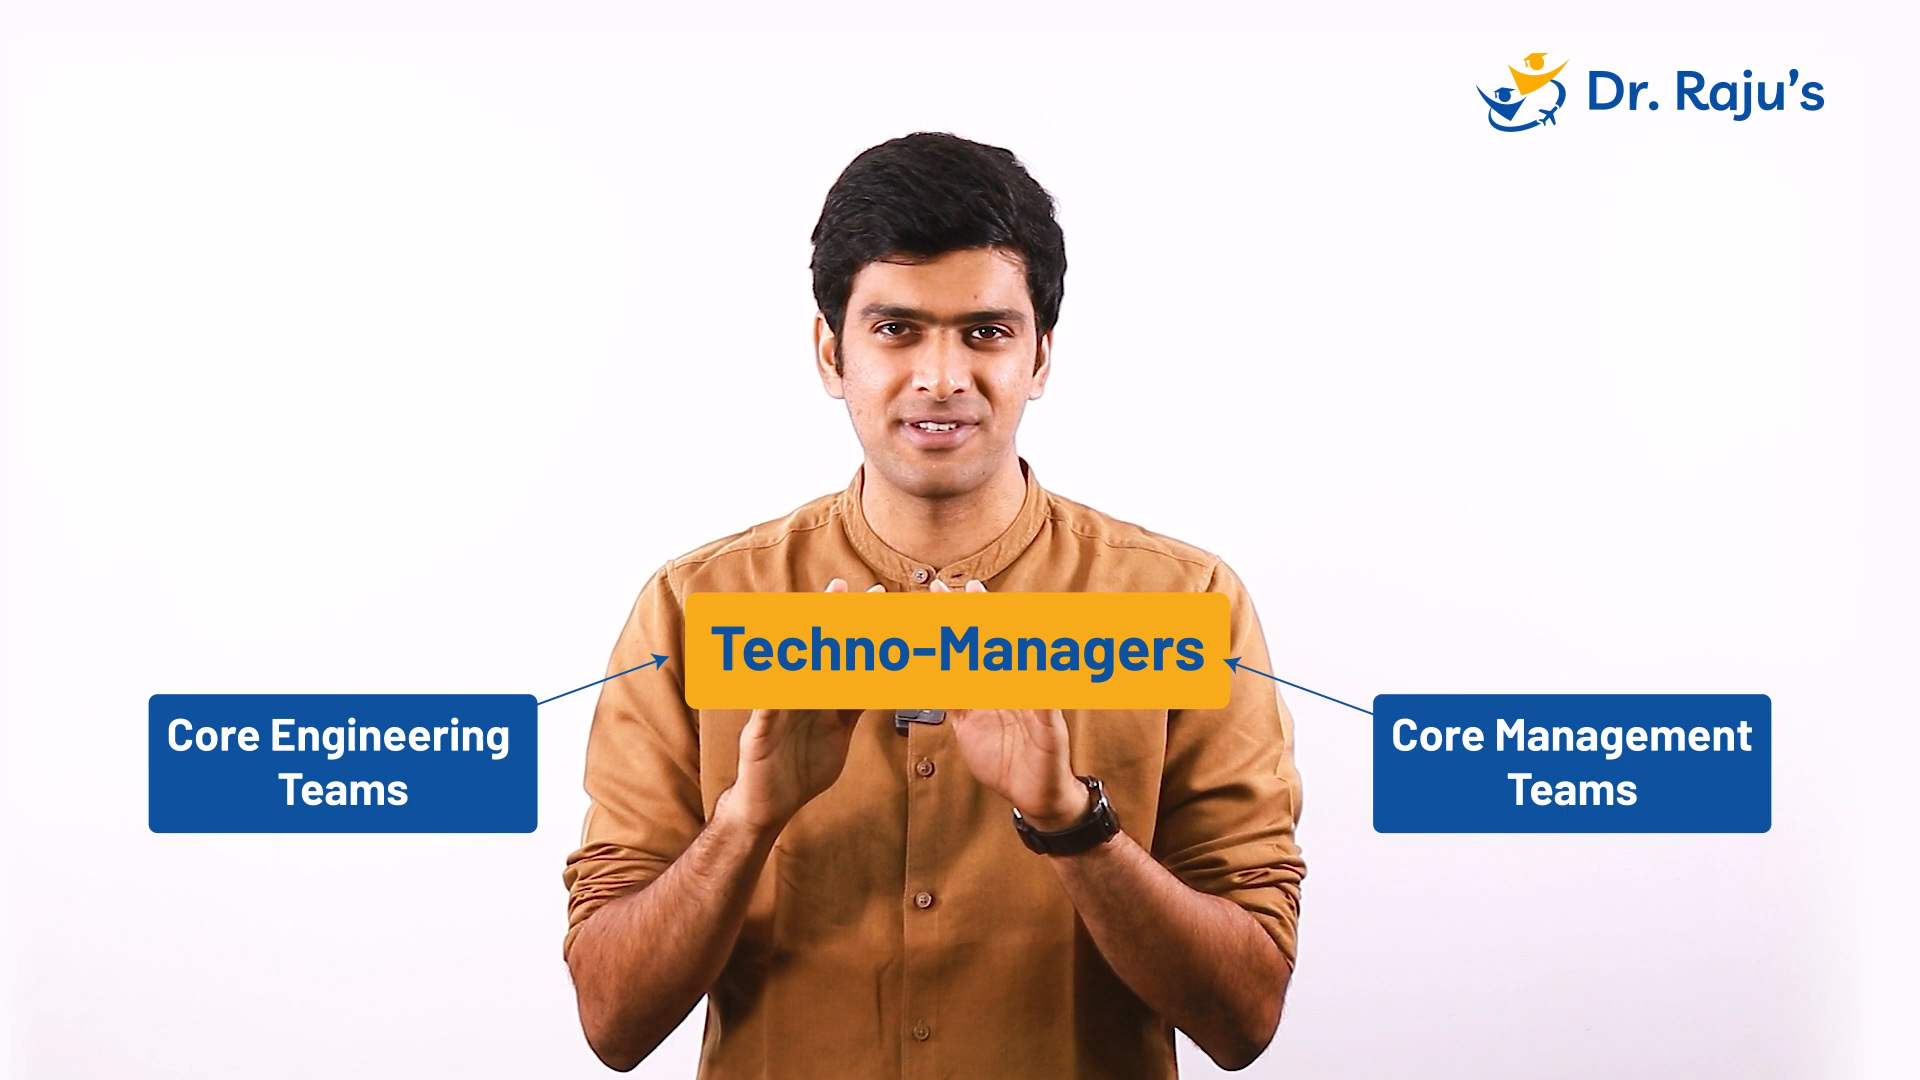 Dr. Raju's
Techno-Managers
Core Engineering
Teams
Core Management
Teams